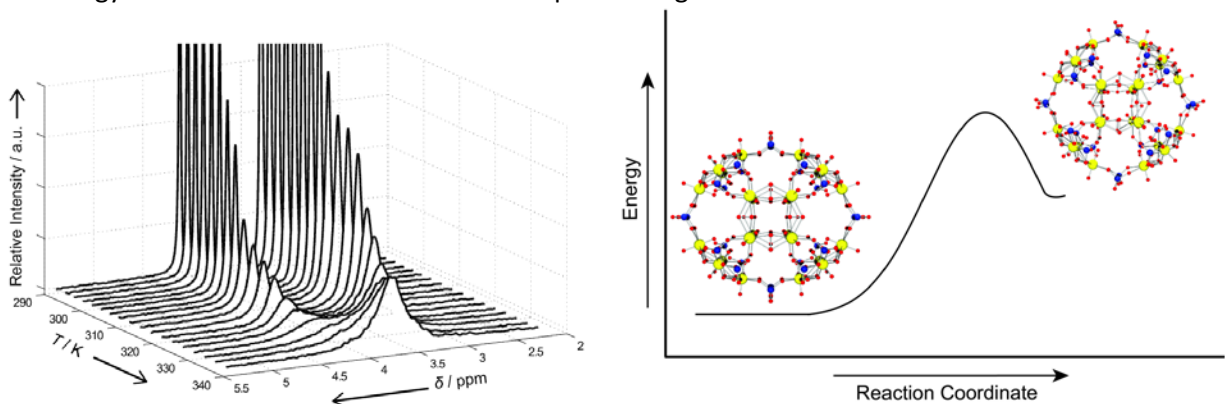 Relative Intensity / a.u.
290
300
310
320
330
340
T / K
5.5
5
4.5
4
3.5
3
2.5
2
δ / ppm
Energy
Reaction Coordinate